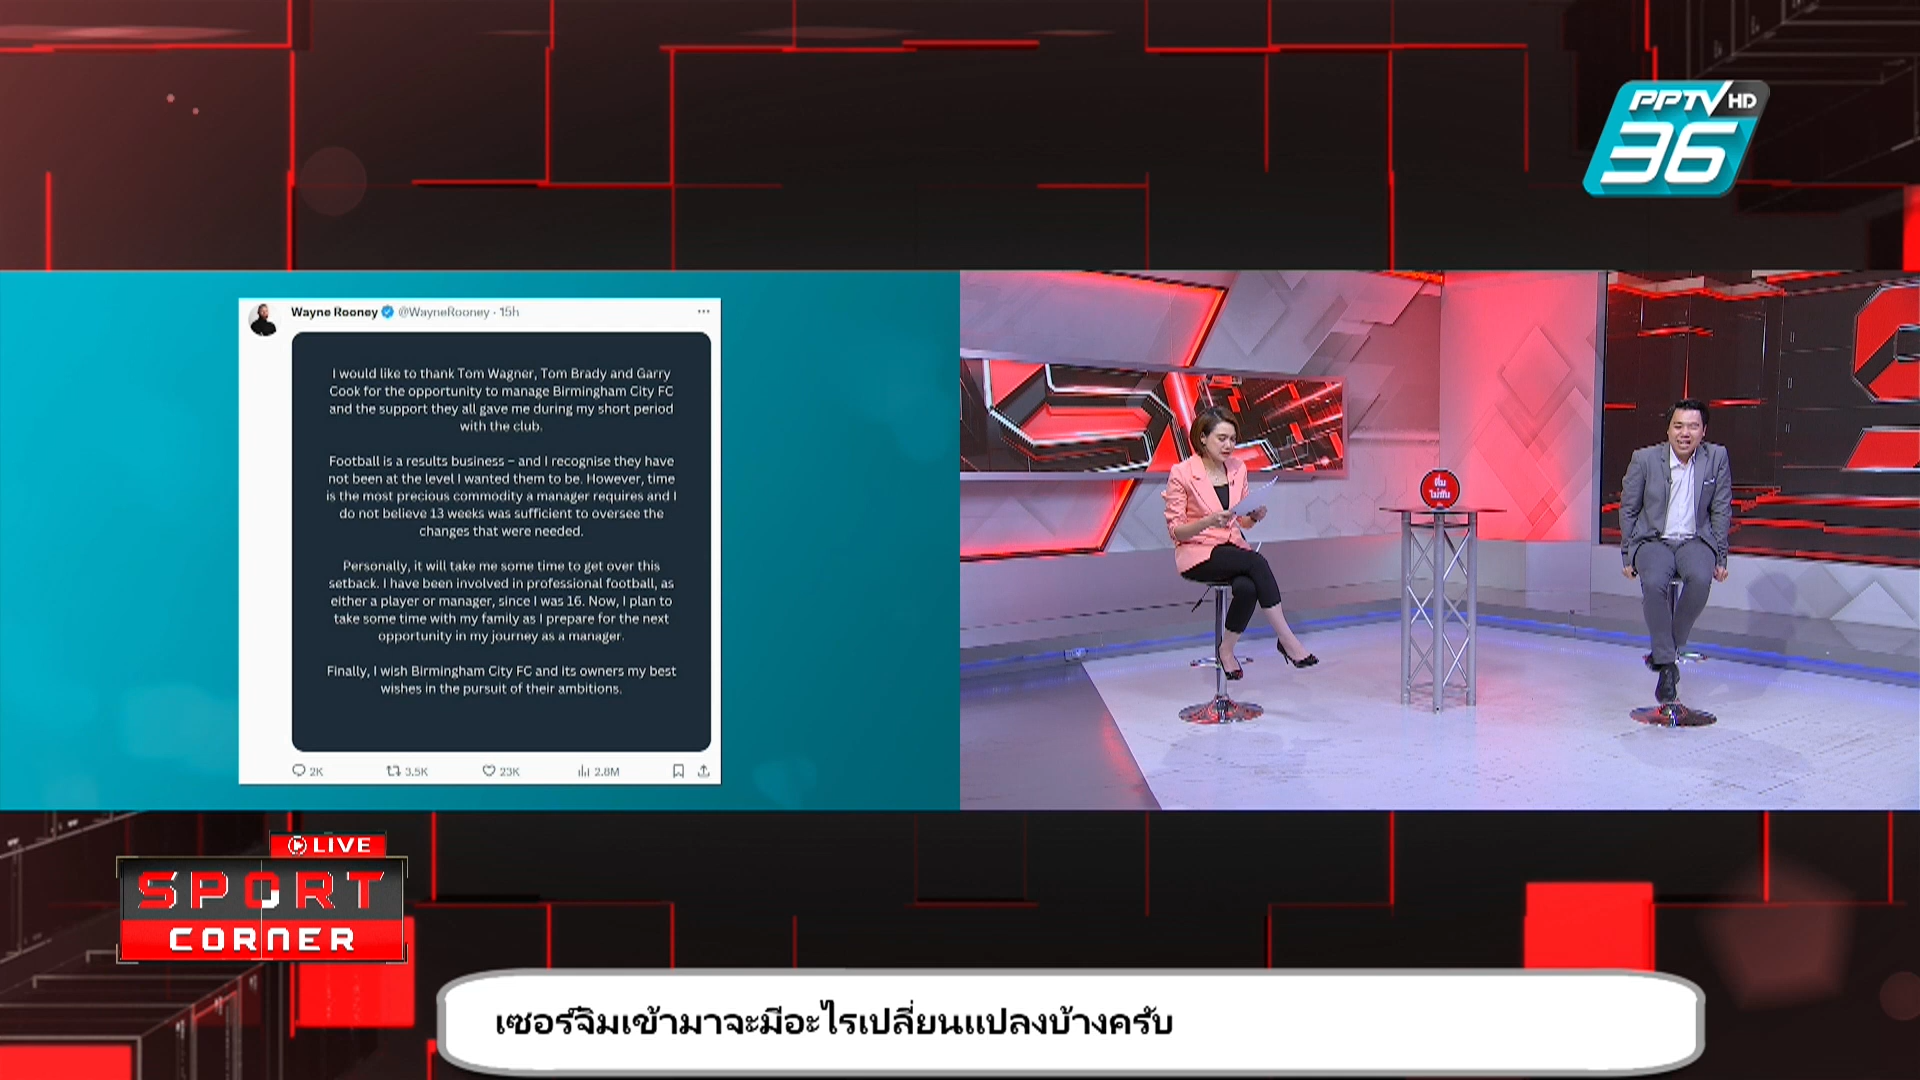 PPTV HD
36
Wayne Rooney @WayneRooney · 15h
I would like to thank Tom Wagner, Tom Brady and Garry
Cook for the opportunity to manage Birmingham City FC
and the support they all gave me during my short period
with the club.
Football is a results business – and I recognise they have
not been at the level I wanted them to be. However, time
is the most precious commodity a manager requires and I
do not believe 13 weeks was sufficient to oversee the
changes that were needed.
Personally, it will take me some time to get over this
setback. I have been involved in professional football, as
either a player or manager, since I was 16. Now, I plan to
take some time with my family as I prepare for the next
opportunity in my journey as a manager.
Finally, I wish Birmingham City FC and its owners my best
wishes in the pursuit of their ambitions.
2K 3.5K 23K 2.8M
LIVE
SPORT
CORNER
เซอร์จิมเข้ามาจะมีอะไรเปลี่ยนแปลงบ้างครับ